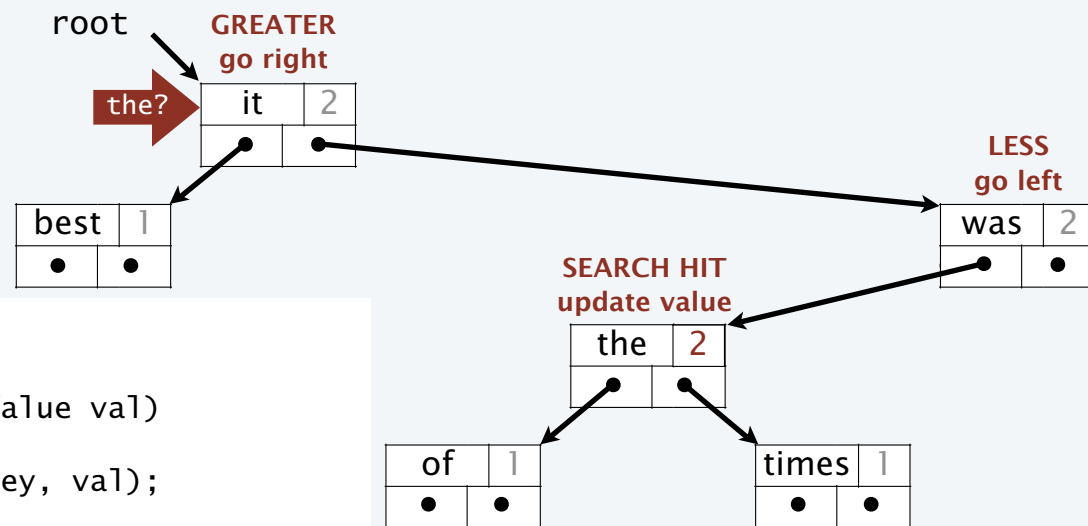 root
GREATER
go right
the?
it 2
LESS
go left
best 1
was 2
SEARCH HIT
update value
the 2
alue val)
of 1
times 1
ey, val);